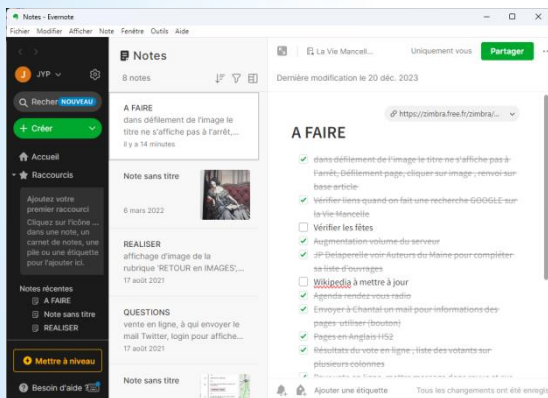 Notes - Evernote
Fichier Modifier Afficher Note Fenêtre Outils Aide
J JYP
Recher NOUVEAU
+ Créer
Accueil
Raccourcis
Ajoutez votre
premier raccourci
Cliquez sur l'icône ...
dans une note, un
carnet de notes, une
pile ou une étiquette
pour l'ajouter ici.
Notes récentes
A FAIRE
Note sans titre
REALISER
Mettre à niveau
Besoin d'aide ?
Notes
8 notes
A FAIRE
dans défilement de l'image le
titre ne s'affiche pas à l'arrêt,...
il y a 14 minutes
Note sans titre
6 mars 2022
REALISER
affichage d'image de la
rubrique 'RETOUR en IMAGES',...
17 août 2021
QUESTIONS
vente en ligne, à qui envoyer le
mail Twitter, login pour affiche...
17 août 2021
Note sans titre
La Vie Mancell...
Uniquement vous
Partager
Dernière modification le 20 déc. 2023
https://zimbra.free.fr/zimbra/...
A FAIRE
dans défilement de l'image le titre ne s'affiche pas à
l'arrêt, Défilement page, cliquer sur image , renvoi sur
base article
Vérifier liens quand on fait une recherche GOOGLE sur
la Vie Mancelle
Vérifier les fêtes
Augmentation volume du serveur
JP Delaperelle voir Auteurs du Maine pour compléter
sa liste d'ouvrages
Wikipedia à mettre à jour
Agenda rendez vous radio
Envoyer à Chantal un mail pour informations des
pages utiliser (bouton)
Pages en Anglais H52
Résultats du vote en ligne , liste des votants sur
plusieurs colonnes
Ajouter une étiquette
Tous les changements ont été enregis